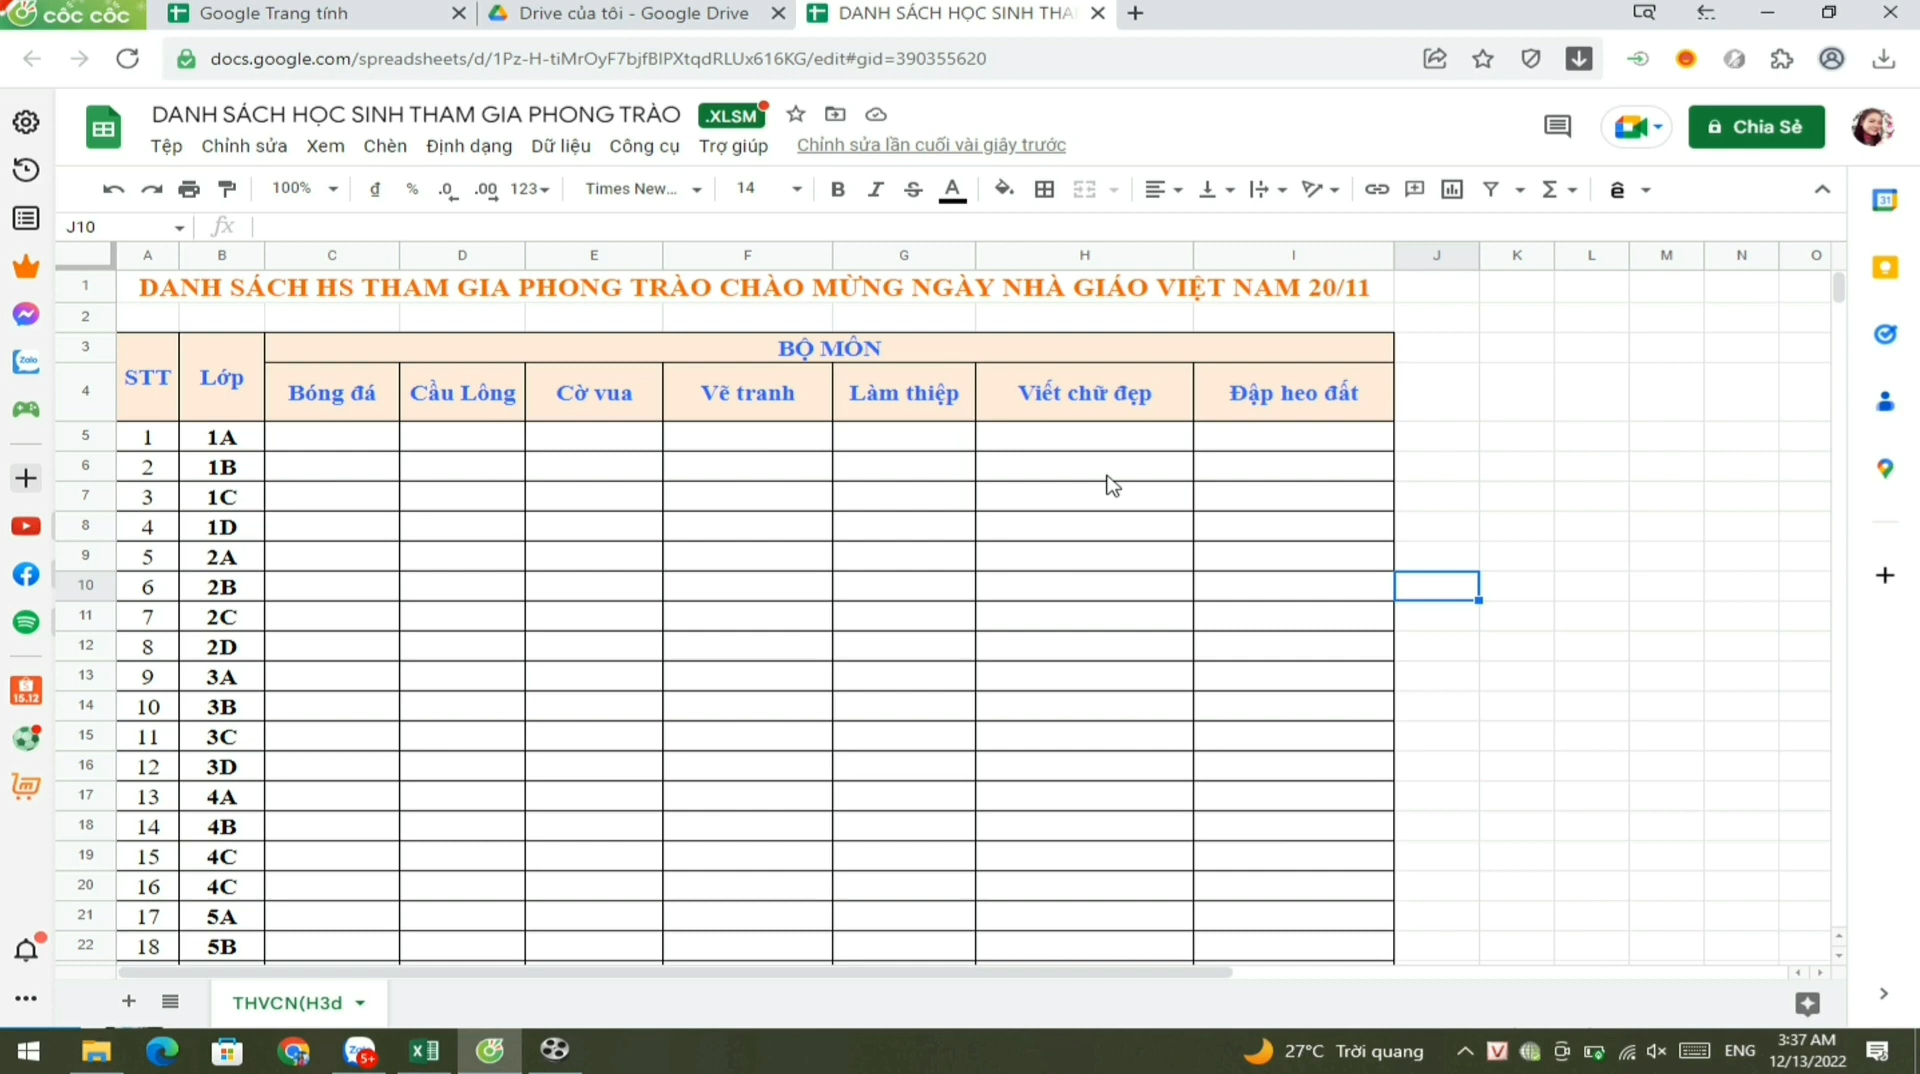 cốc cốc
Google Trang tính
Drive của tôi - Google Drive
DANH SÁCH HỌC SINH THA
docs.google.com/spreadsheets/d/1Pz-H-tiMrOyF7bjfBIPXtqdRLUx616KG/edit#gid=390355620
DANH SÁCH HỌC SINH THAM GIA PHONG TRÀO
.XLSM
Tệp Chỉnh sửa Xem Chèn Định dạng Dữ liệu Công cụ Trợ giúp
Chỉnh sửa lần cuối vài giây trước
Chia Sẻ
100% ₫ % .0 .00 123 Times New... 14 B I S A Σ ê
J10 fx
A B C D E F G H I J K L M N O
1 DANH SÁCH HS THAM GIA PHONG TRÀO CHÀO MỪNG NGÀY NHÀ GIÁO VIỆT NAM 20/11
2
3 BỘ MÔN
STT Lớp
4 Bóng đá Cầu Lông Cờ vua Vẽ tranh Làm thiệp Viết chữ đẹp Đập heo đất
5 1 1A
6 2 1B
7 3 1C
8 4 1D
9 5 2A
10 6 2B
11 7 2C
12 8 2D
13 9 3A
14 10 3B
15 11 3C
16 12 3D
17 13 4A
18 14 4B
19 15 4C
20 16 4C
21 17 5A
22 18 5B
Zalo
15.12
31
THVCN(H3d
5+
27°C Trời quang
ENG
3:37 AM
12/13/2022